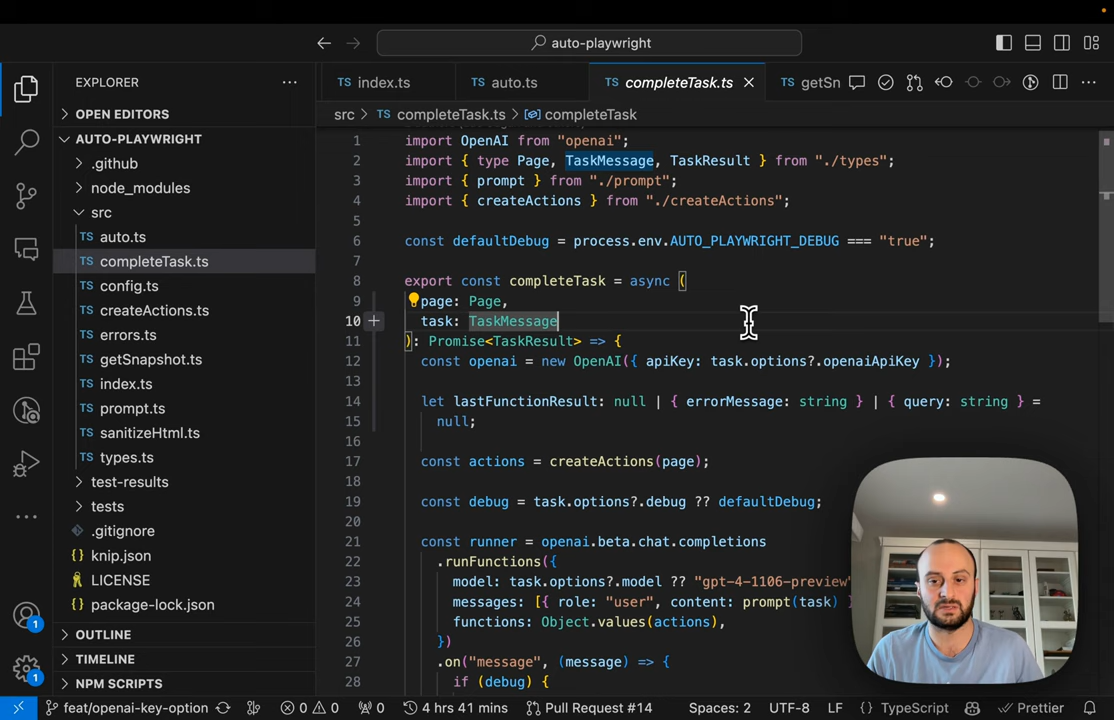 auto-playwright
EXPLORER
index.ts
auto.ts
completeTask.ts
getSn
OPEN EDITORS
AUTO-PLAYWRIGHT
.github
node_modules
src
auto.ts
completeTask.ts
config.ts
createActions.ts
errors.ts
getSnapshot.ts
index.ts
prompt.ts
sanitizeHtml.ts
types.ts
test-results
tests
.gitignore
knip.json
LICENSE
package-lock.json
OUTLINE
TIMELINE
NPM SCRIPTS
src > completeTask.ts > completeTask
1 import OpenAI from "openai";
2 import { type Page, TaskMessage, TaskResult } from "./types";
3 import { prompt } from "./prompt";
4 import { createActions } from "./createActions";
5
6 const defaultDebug = process.env.AUTO_PLAYWRIGHT_DEBUG === "true";
7
8 export const completeTask = async (
9 page: Page,
10 task: TaskMessage
11 ): Promise<TaskResult> => {
12 const openai = new OpenAI({ apiKey: task.options?.openaiApiKey });
13
14 let lastFunctionResult: null | { errorMessage: string } | { query: string } =
15 null;
16
17 const actions = createActions(page);
18
19 const debug = task.options?.debug ?? defaultDebug;
20
21 const runner = openai.beta.chat.completions
22 .runFunctions({
23 model: task.options?.model ?? "gpt-4-1106-preview"
24 messages: [{ role: "user", content: prompt(task) }
25 functions: Object.values(actions),
26 })
27 .on("message", (message) => {
28 if (debug) {
1
1
feat/openai-key-option
0 0
0
4 hrs 41 mins
Pull Request #14
Spaces: 2
UTF-8
LF
{ } TypeScript
Prettier